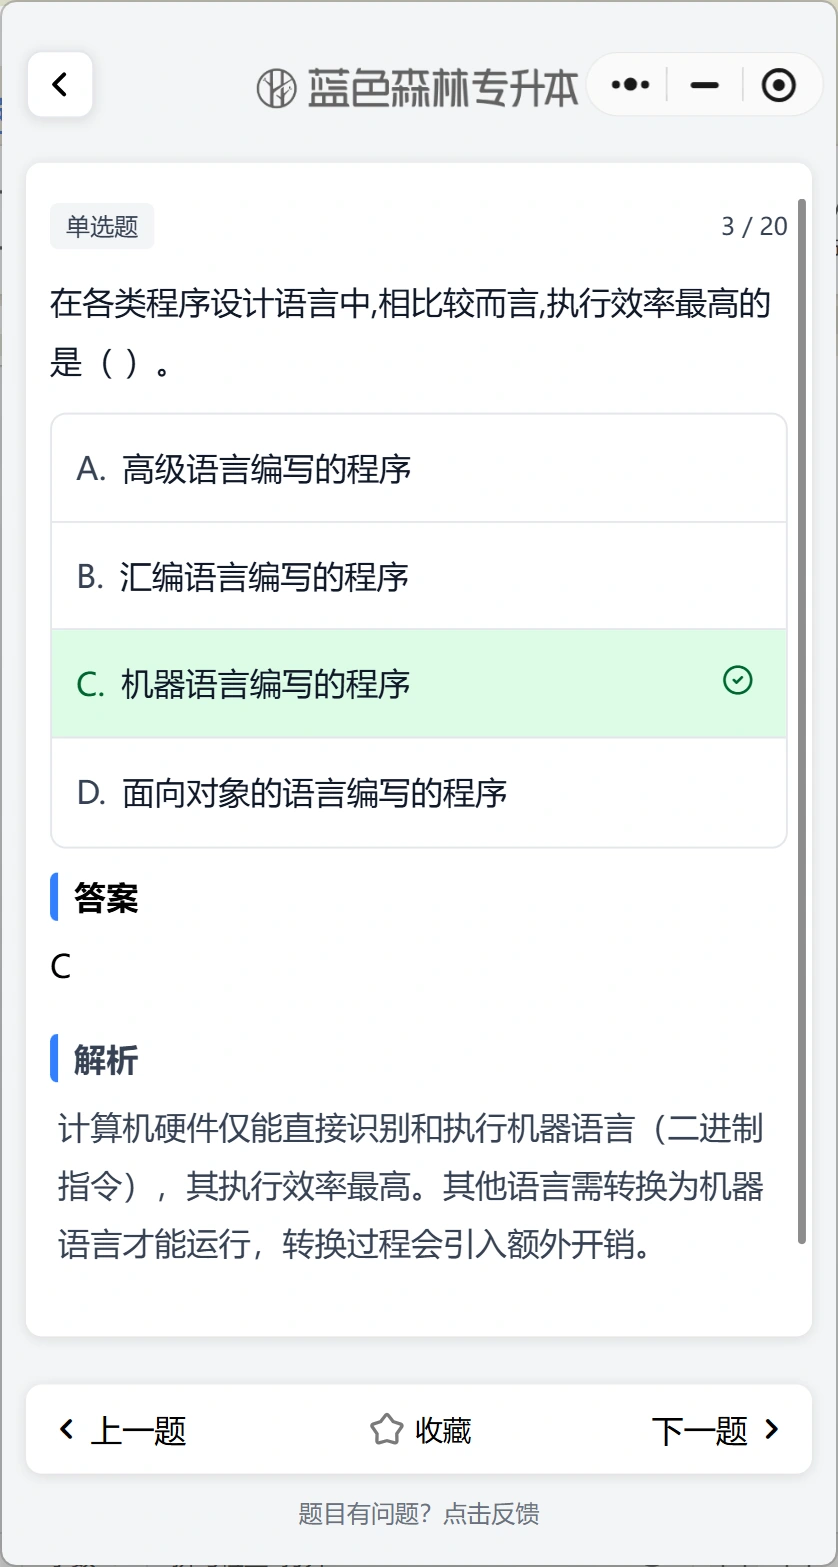 蓝色森林专升本
单选题
3 / 20
在各类程序设计语言中,相比较而言,执行效率最高的
是（ ）。
A. 高级语言编写的程序
B. 汇编语言编写的程序
C. 机器语言编写的程序
D. 面向对象的语言编写的程序
答案
C
解析
计算机硬件仅能直接识别和执行机器语言（二进制
指令），其执行效率最高。其他语言需转换为机器
语言才能运行，转换过程会引入额外开销。
上一题
收藏
下一题
题目有问题？点击反馈